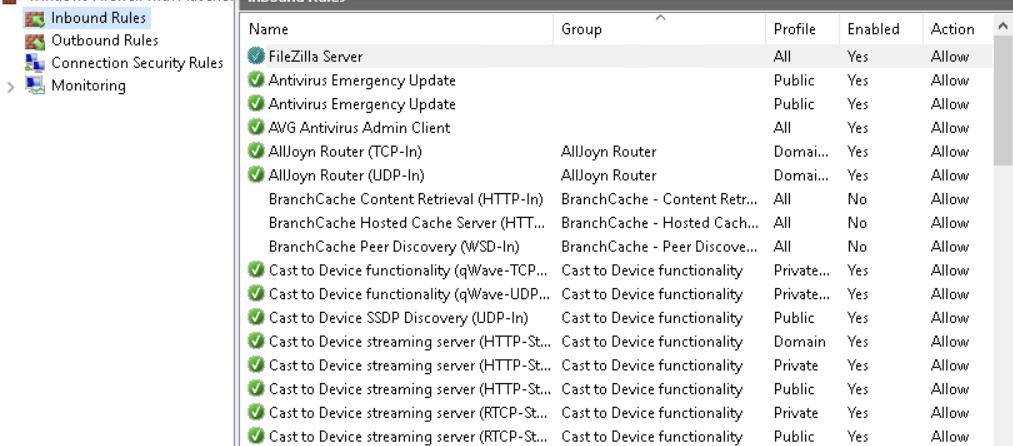 Inbound Rules
Outbound Rules
Connection Security Rules
Monitoring
Inbound Rules
Name Group Profile Enabled Action
FileZilla Server All Yes Allow
Antivirus Emergency Update Public Yes Allow
Antivirus Emergency Update Public Yes Allow
AVG Antivirus Admin Client All Yes Allow
AllJoyn Router (TCP-In) AllJoyn Router Domai... Yes Allow
AllJoyn Router (UDP-In) AllJoyn Router Domai... Yes Allow
BranchCache Content Retrieval (HTTP-In) BranchCache - Content Retr... All No Allow
BranchCache Hosted Cache Server (HTT... BranchCache - Hosted Cach... All No Allow
BranchCache Peer Discovery (WSD-In) BranchCache - Peer Discove... All No Allow
Cast to Device functionality (qWave-TCP... Cast to Device functionality Private... Yes Allow
Cast to Device functionality (qWave-UDP... Cast to Device functionality Private... Yes Allow
Cast to Device SSDP Discovery (UDP-In) Cast to Device functionality Public Yes Allow
Cast to Device streaming server (HTTP-St... Cast to Device functionality Domain Yes Allow
Cast to Device streaming server (HTTP-St... Cast to Device functionality Private Yes Allow
Cast to Device streaming server (HTTP-St... Cast to Device functionality Public Yes Allow
Cast to Device streaming server (RTCP-St... Cast to Device functionality Private Yes Allow
Cast to Device streaming server (RTCP-St... Cast to Device functionality Public Yes Allow